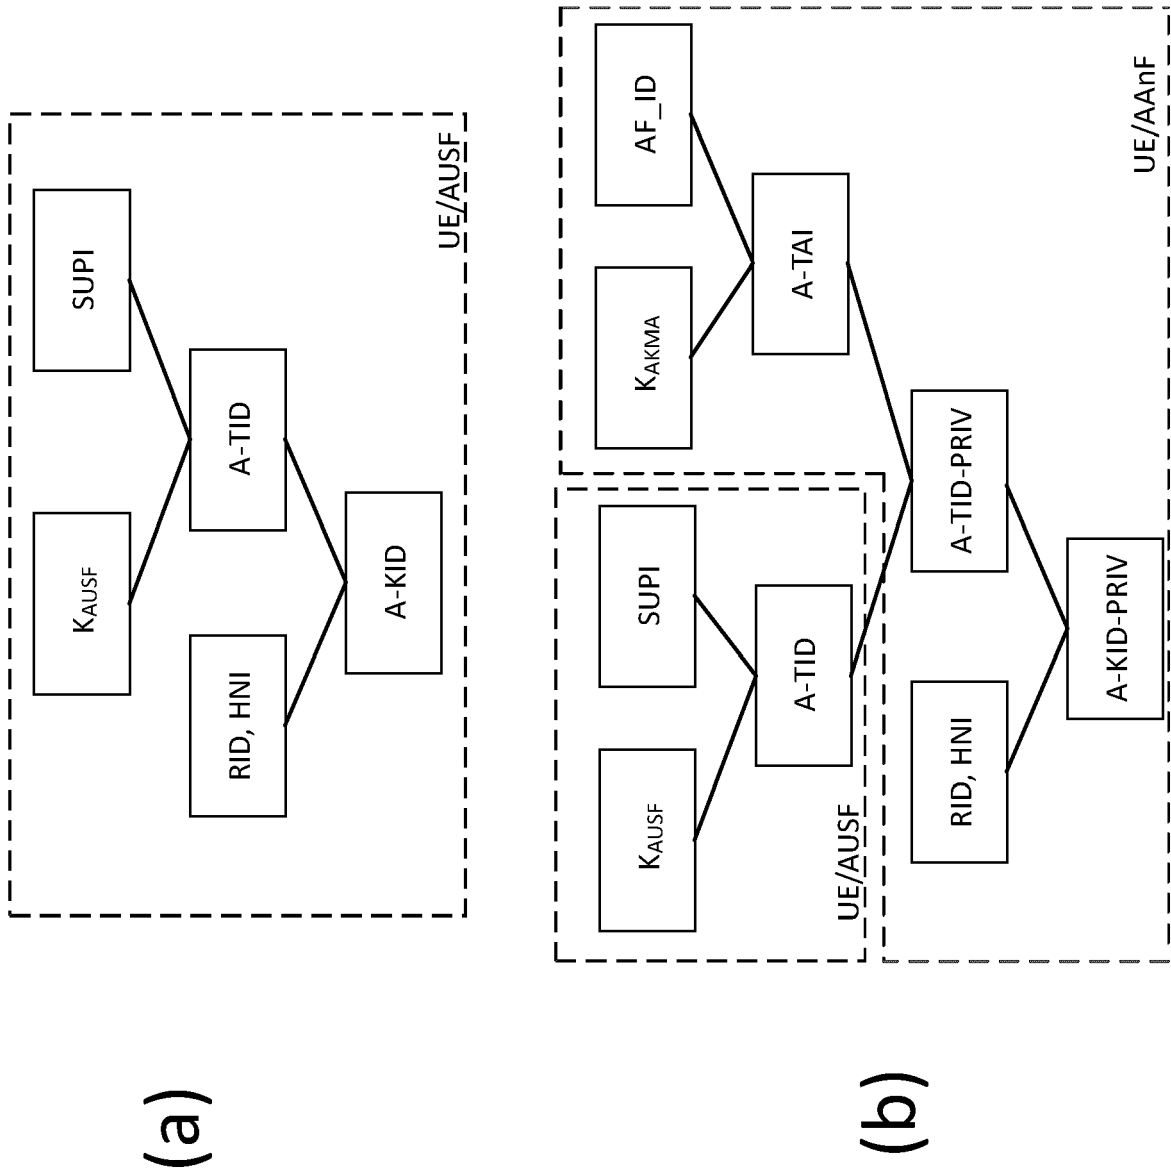 (a)
KAUSF
SUPI
RID, HNI
A-TID
A-KID
UE/AUSF
(b)
KAUSF
SUPI
KAKMA
AF_ID
A-TID
A-TAI
UE/AUSF
RID, HNI
A-TID-PRIV
A-KID-PRIV
UE/AAnF